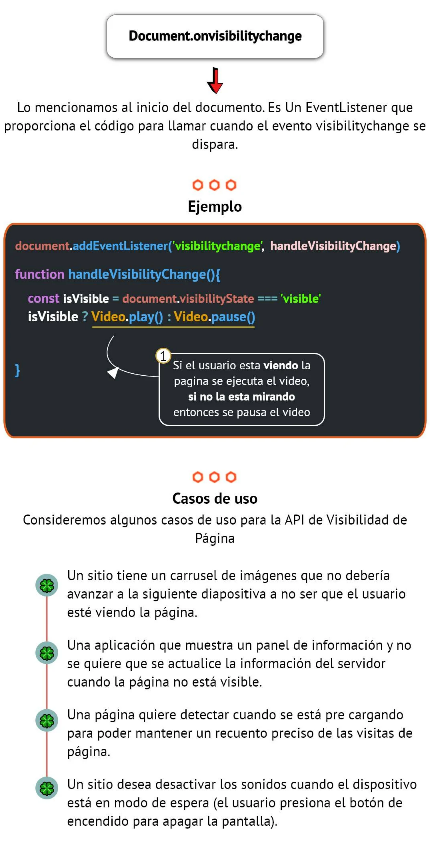 Document.onvisibilitychange
Lo mencionamos al inicio del documento. Es Un EventListener que
proporciona el código para llamar cuando el evento visibilitychange se
dispara.
Ejemplo
document.addEventListener('visibilitychange', handleVisibilityChange)
function handleVisibilityChange(){
const isVisible = document.visibilityState === 'visible'
isVisible ? Video.play() : Video.pause()
1
Si el usuario esta viendo la
pagina se ejecuta el video,
si no la esta mirando
entonces se pausa el video
}
Casos de uso
Consideremos algunos casos de uso para la API de Visibilidad de
Página
Un sitio tiene un carrusel de imágenes que no debería
avanzar a la siguiente diapositiva a no ser que el usuario
esté viendo la página.
Una aplicación que muestra un panel de información y no
se quiere que se actualice la información del servidor
cuando la página no está visible.
Una página quiere detectar cuando se está pre cargando
para poder mantener un recuento preciso de las visitas de
página.
Un sitio desea desactivar los sonidos cuando el dispositivo
está en modo de espera (el usuario presiona el botón de
encendido para apagar la pantalla).